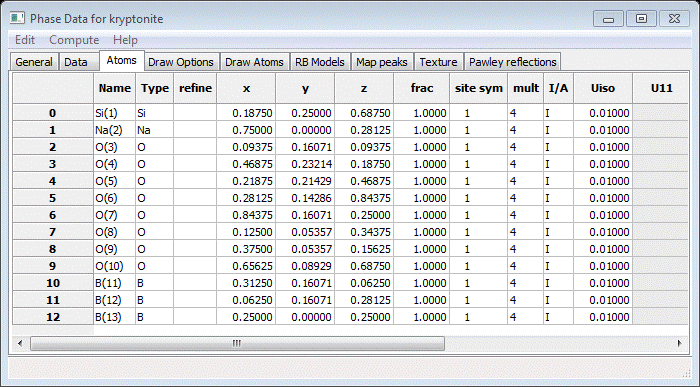 Phase Data for kryptonite
Edit Compute Help
General Data Atoms Draw Options Draw Atoms RB Models Map peaks Texture Pawley reflections
Name Type refine x y z frac site sym mult I/A Uiso U11
0 Si(1) Si 0.18750 0.25000 0.68750 1.0000 1 4 I 0.01000
1 Na(2) Na 0.75000 0.00000 0.28125 1.0000 1 4 I 0.01000
2 O(3) O 0.09375 0.16071 0.09375 1.0000 1 4 I 0.01000
3 O(4) O 0.46875 0.23214 0.18750 1.0000 1 4 I 0.01000
4 O(5) O 0.21875 0.21429 0.46875 1.0000 1 4 I 0.01000
5 O(6) O 0.28125 0.14286 0.84375 1.0000 1 4 I 0.01000
6 O(7) O 0.84375 0.16071 0.25000 1.0000 1 4 I 0.01000
7 O(8) O 0.12500 0.05357 0.34375 1.0000 1 4 I 0.01000
8 O(9) O 0.37500 0.05357 0.15625 1.0000 1 4 I 0.01000
9 O(10) O 0.65625 0.08929 0.68750 1.0000 1 4 I 0.01000
10 B(11) B 0.31250 0.16071 0.06250 1.0000 1 4 I 0.01000
11 B(12) B 0.06250 0.16071 0.28125 1.0000 1 4 I 0.01000
12 B(13) B 0.25000 0.00000 0.25000 1.0000 1 4 I 0.01000